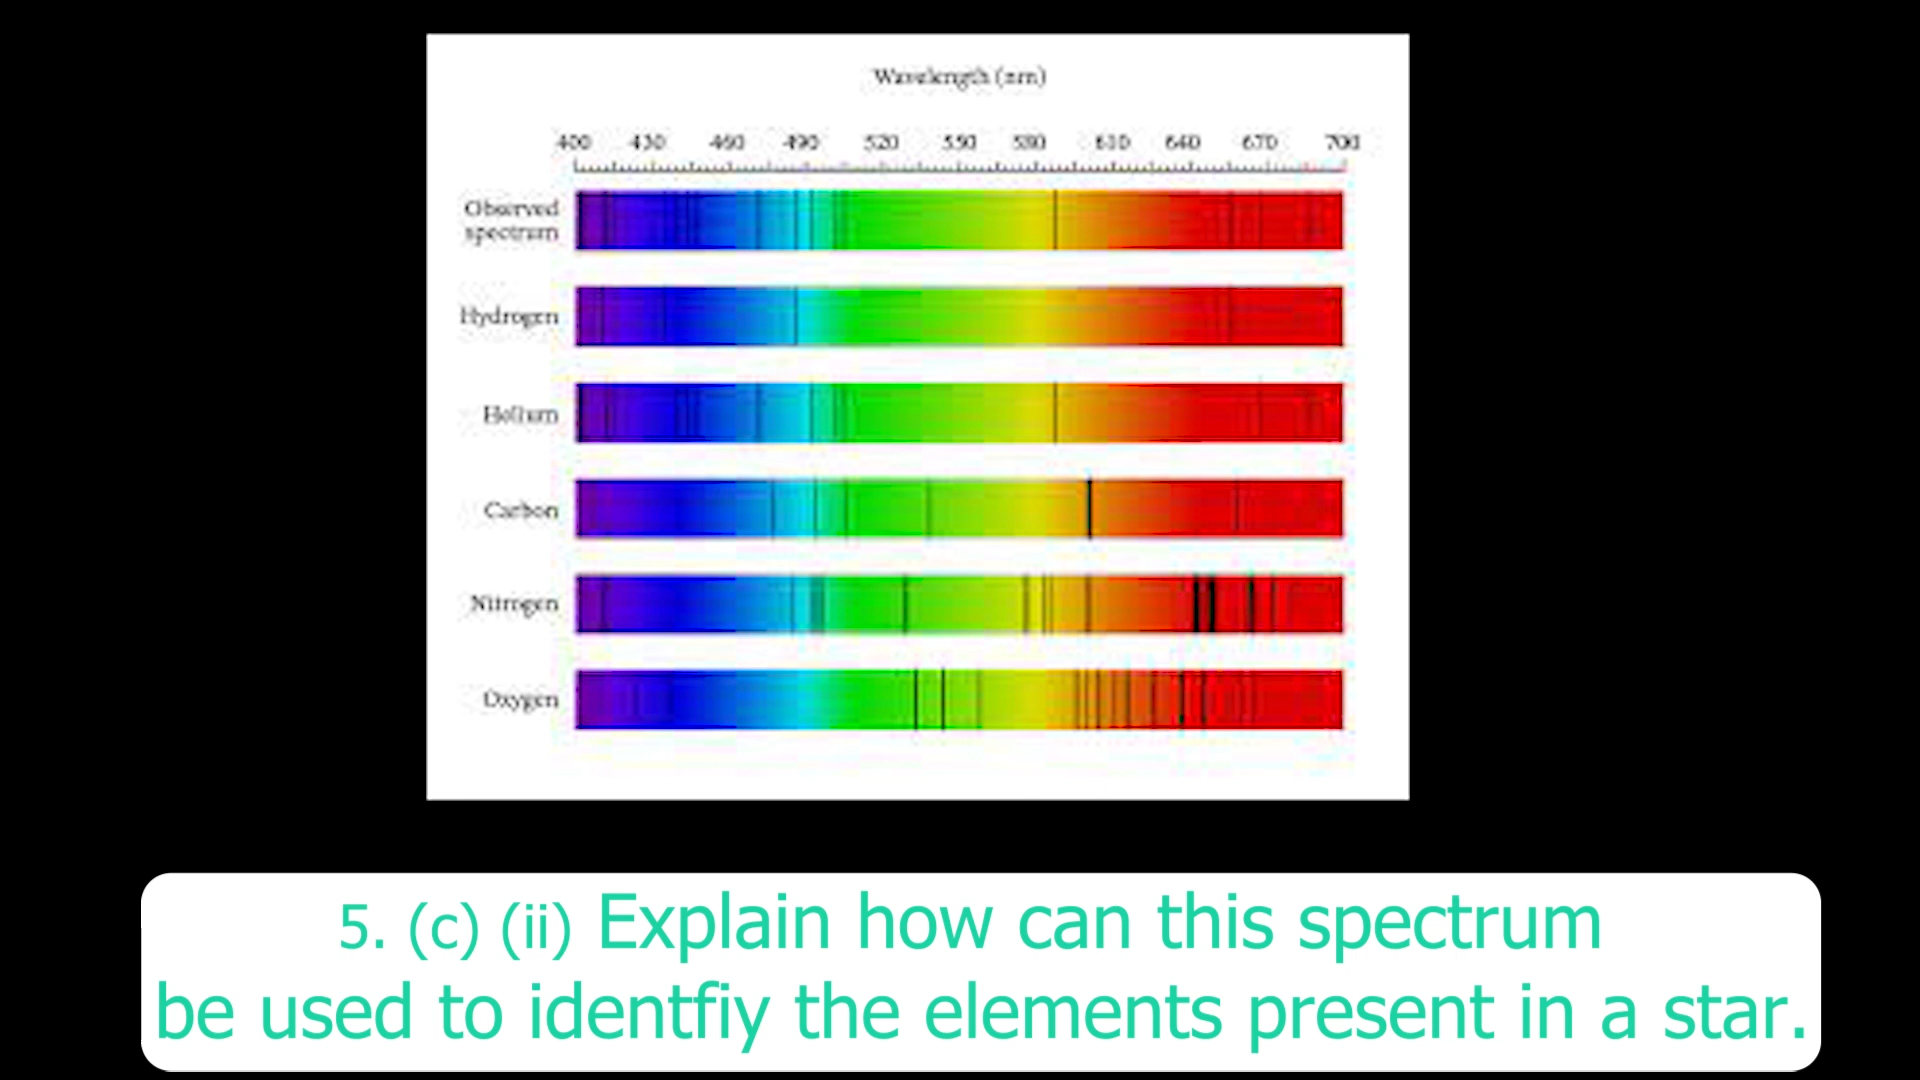 Wavelength (nm)
400 430 460 490 520 550 580 610 640 670 700
Observed
spectrum
Hydrogen
Helium
Carbon
Nitrogen
Oxygen
5. (c) (ii) Explain how can this spectrum
be used to identfiy the elements present in a star.